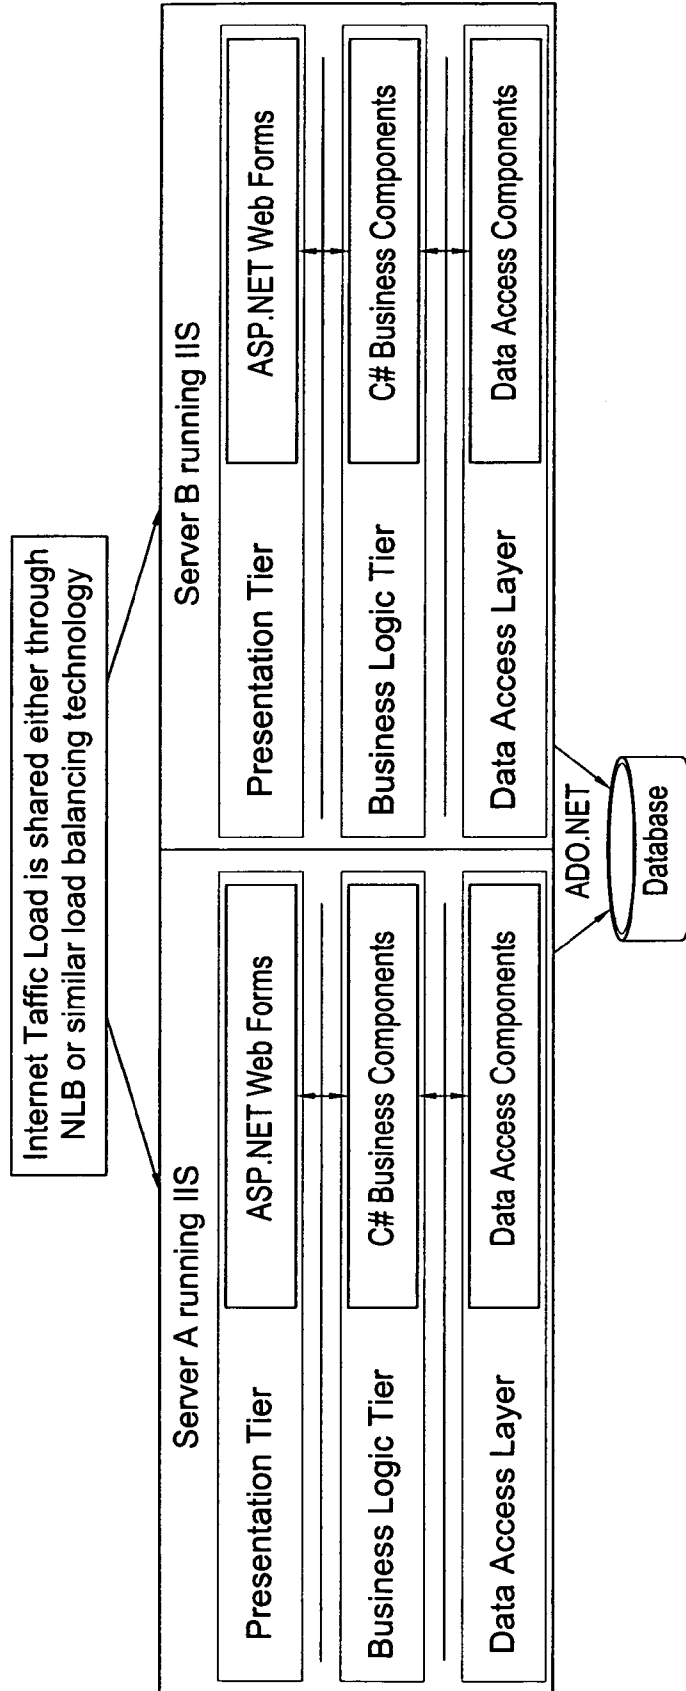 Internet Taffic Load is shared either through
NLB or similar load balancing technology
Server A running IIS
Presentation Tier
ASP.NET Web Forms
Business Logic Tier
C# Business Components
Data Access Layer
Data Access Components
Server B running IIS
Presentation Tier
ASP.NET Web Forms
Business Logic Tier
C# Business Components
Data Access Layer
Data Access Components
ADO.NET
Database